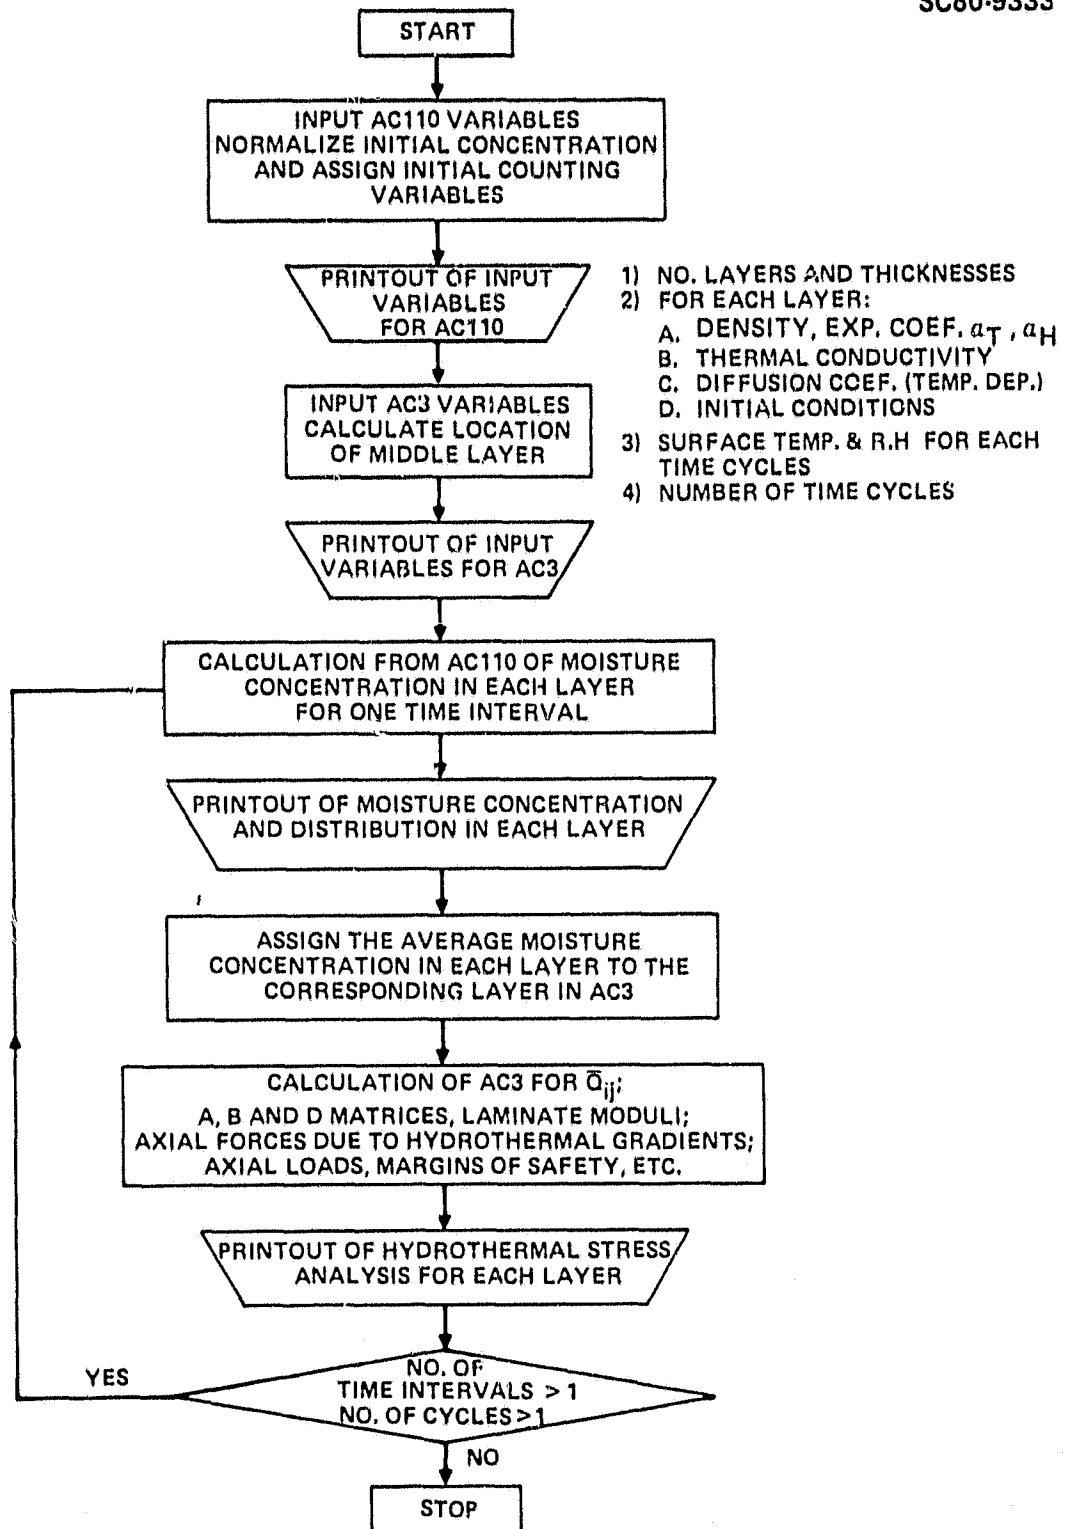 SC80-9333
START
INPUT AC110 VARIABLES
NORMALIZE INITIAL CONCENTRATION
AND ASSIGN INITIAL COUNTING
VARIABLES
PRINTOUT OF INPUT
VARIABLES
FOR AC110
1) NO. LAYERS AND THICKNESSES
2) FOR EACH LAYER:
A. DENSITY, EXP. COEF. αT, αH
B. THERMAL CONDUCTIVITY
C. DIFFUSION COEF. (TEMP. DEP.)
D. INITIAL CONDITIONS
3) SURFACE TEMP. & R.H FOR EACH
TIME CYCLES
4) NUMBER OF TIME CYCLES
INPUT AC3 VARIABLES
CALCULATE LOCATION
OF MIDDLE LAYER
PRINTOUT OF INPUT
VARIABLES FOR AC3
CALCULATION FROM AC110 OF MOISTURE
CONCENTRATION IN EACH LAYER
FOR ONE TIME INTERVAL
PRINTOUT OF MOISTURE CONCENTRATION
AND DISTRIBUTION IN EACH LAYER
ASSIGN THE AVERAGE MOISTURE
CONCENTRATION IN EACH LAYER TO THE
CORRESPONDING LAYER IN AC3
CALCULATION OF AC3 FOR Q̅ij;
A, B AND D MATRICES, LAMINATE MODULI;
AXIAL FORCES DUE TO HYDROTHERMAL GRADIENTS;
AXIAL LOADS, MARGINS OF SAFETY, ETC.
PRINTOUT OF HYDROTHERMAL STRESS
ANALYSIS FOR EACH LAYER
YES
NO. OF
TIME INTERVALS > 1
NO. OF CYCLES > 1
NO
STOP